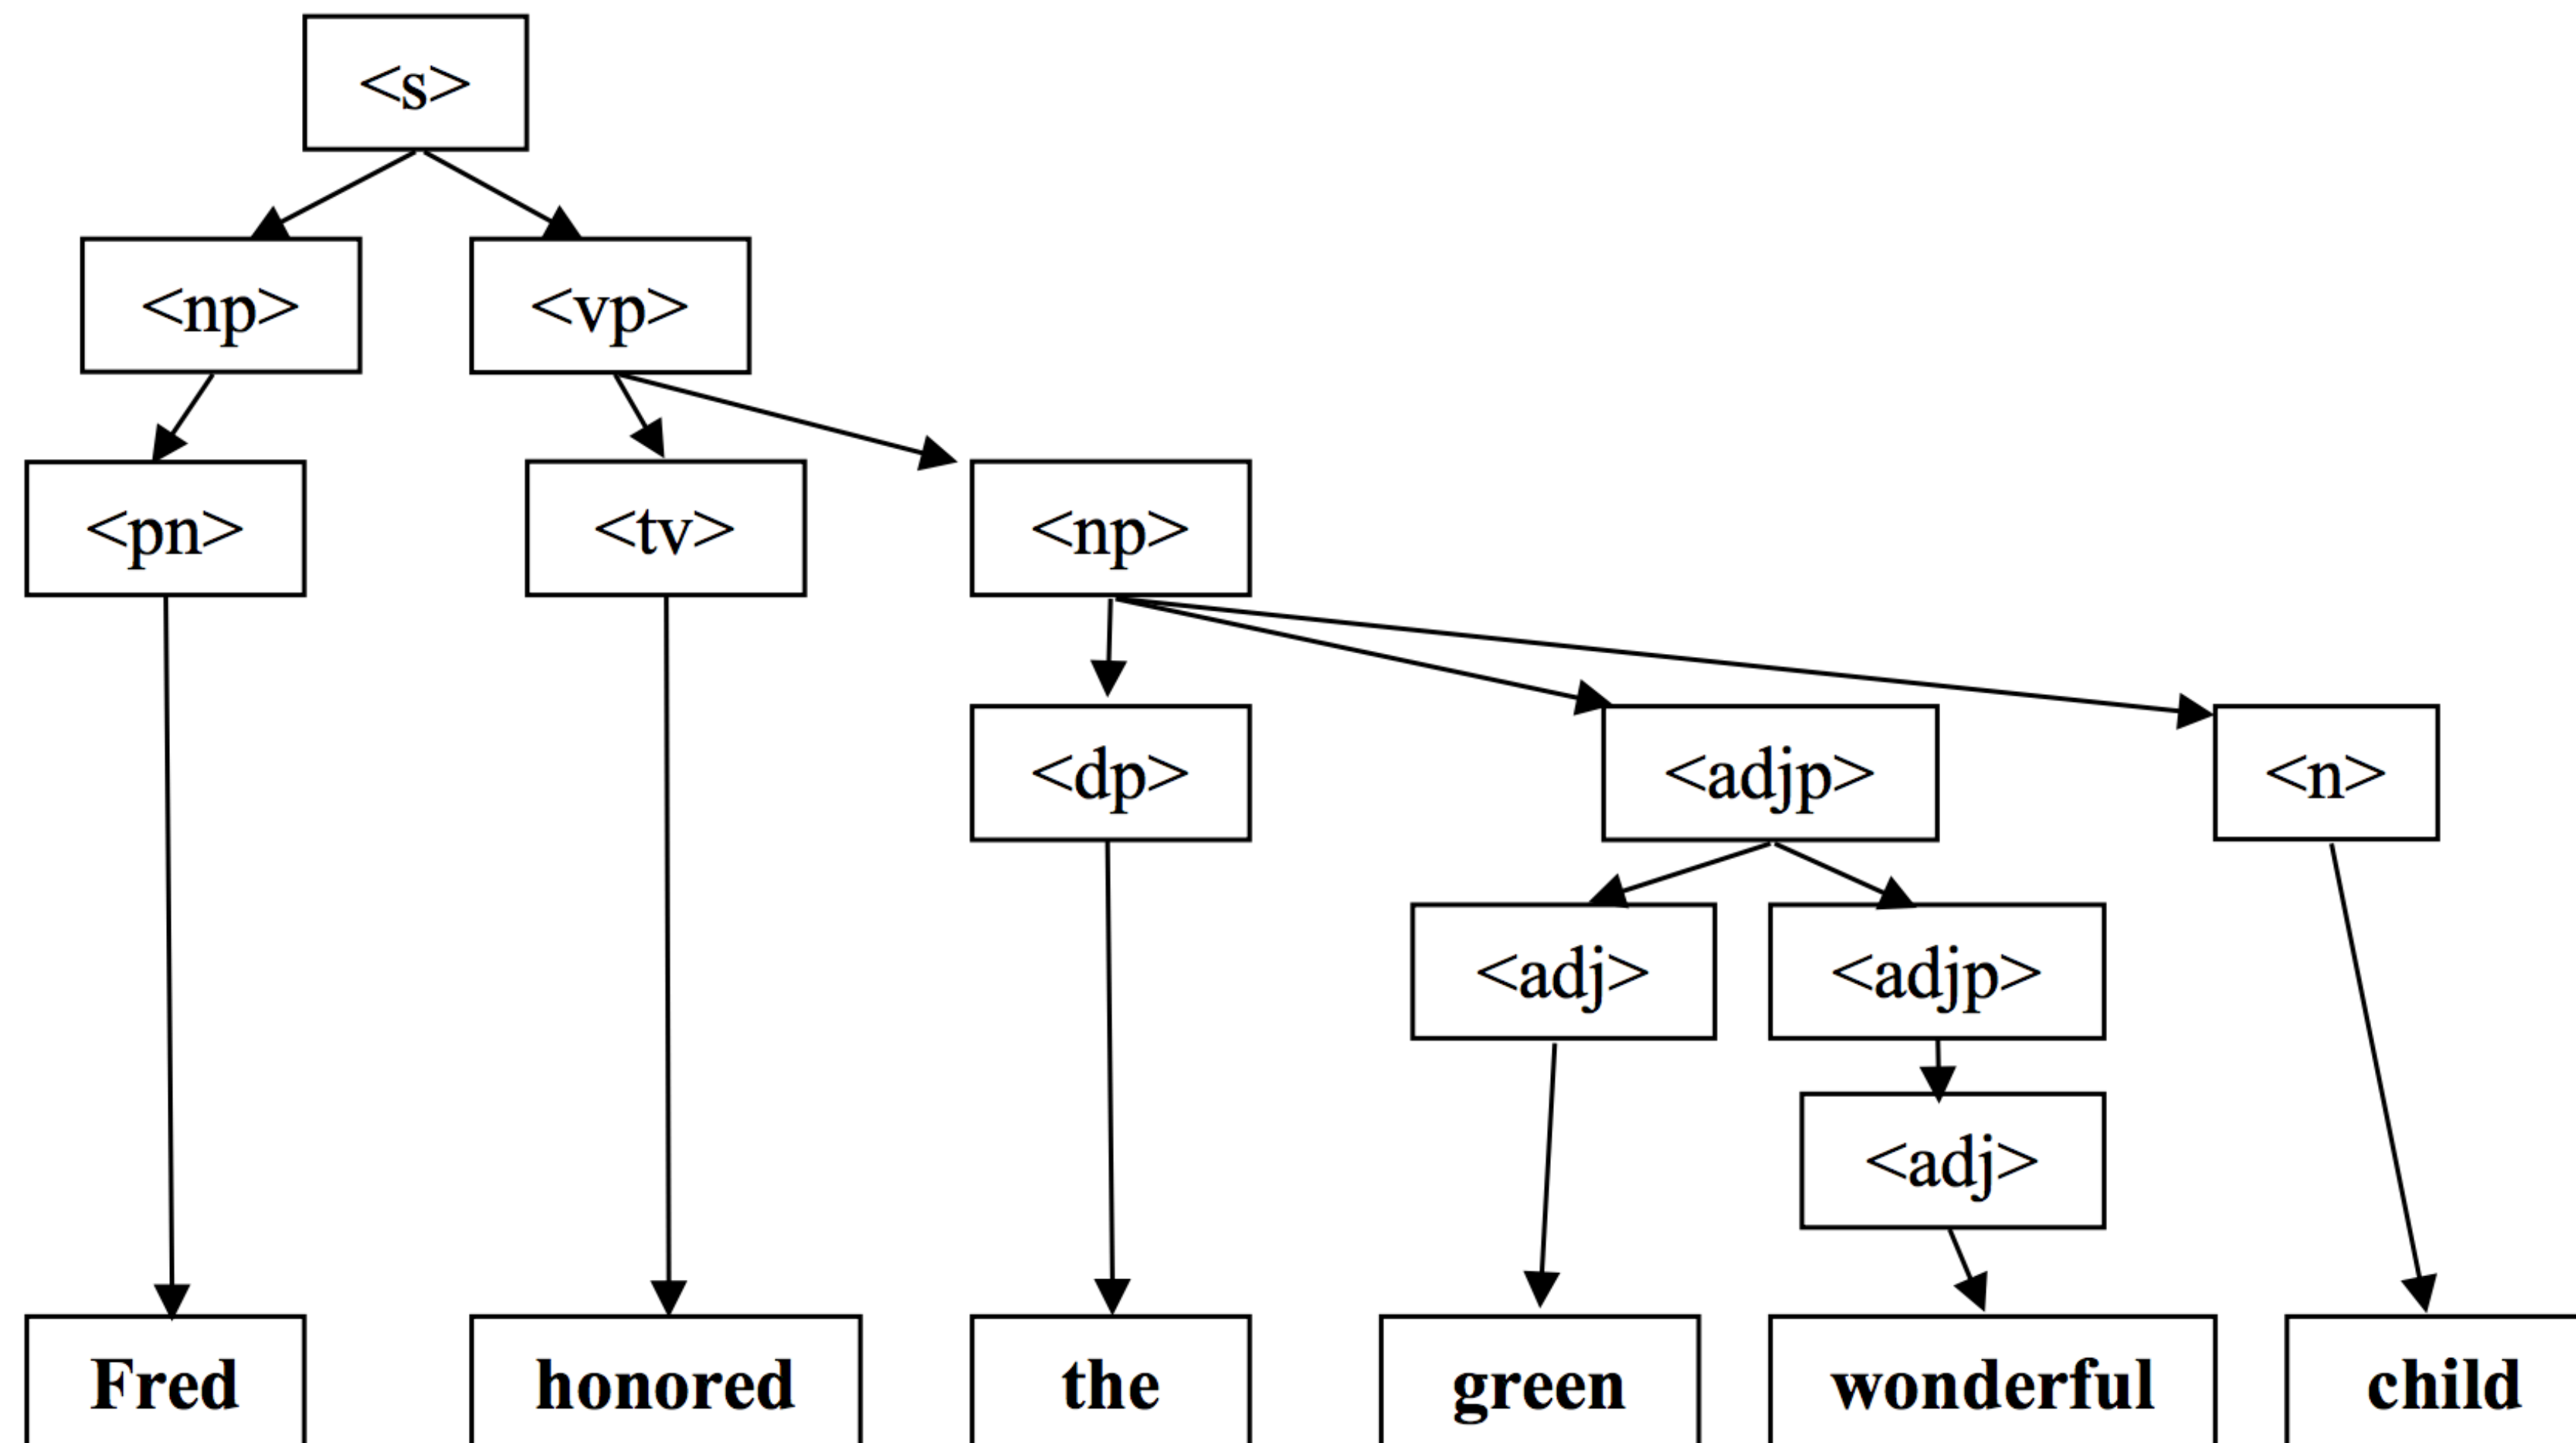 <s>
<np> <vp>
<pn> <tv> <np>
<dp> <adjp> <n>
<adj> <adjp>
<adj>
Fred honored the green wonderful child